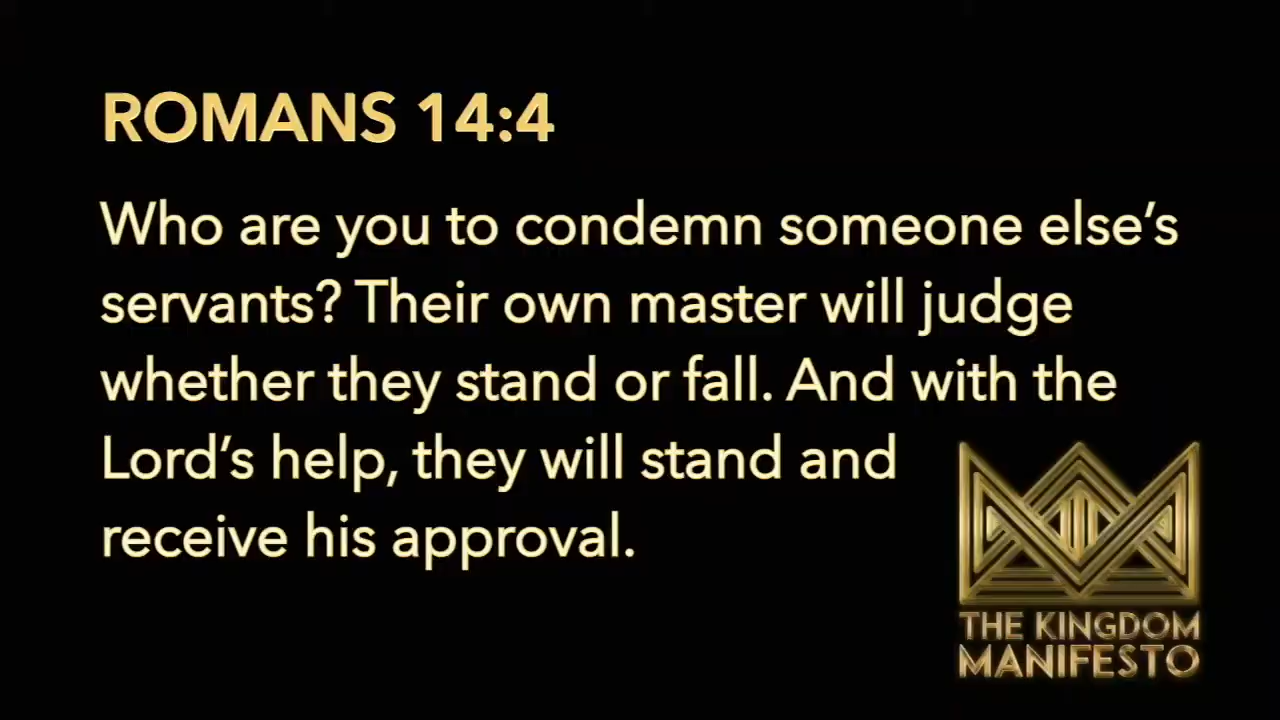 ROMANS 14:4
Who are you to condemn someone else's
servants? Their own master will judge
whether they stand or fall. And with the
Lord's help, they will stand and
receive his approval.
THE KINGDOM
MANIFESTO